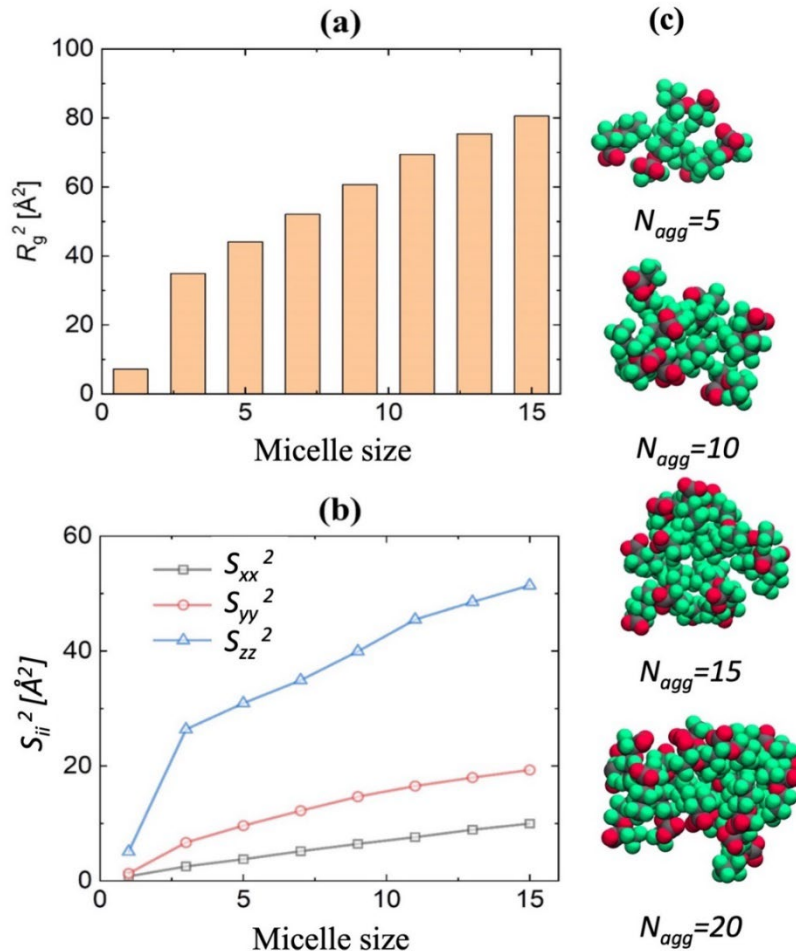 (a)
100
80
60
40
20
0
R_g^2 [Å^2]
0 5 10 15
Micelle size
(b)
60
40
20
0
S_ii^2 [Å^2]
S_xx^2
S_yy^2
S_zz^2
0 5 10 15
Micelle size
(c)
N_agg=5
N_agg=10
N_agg=15
N_agg=20